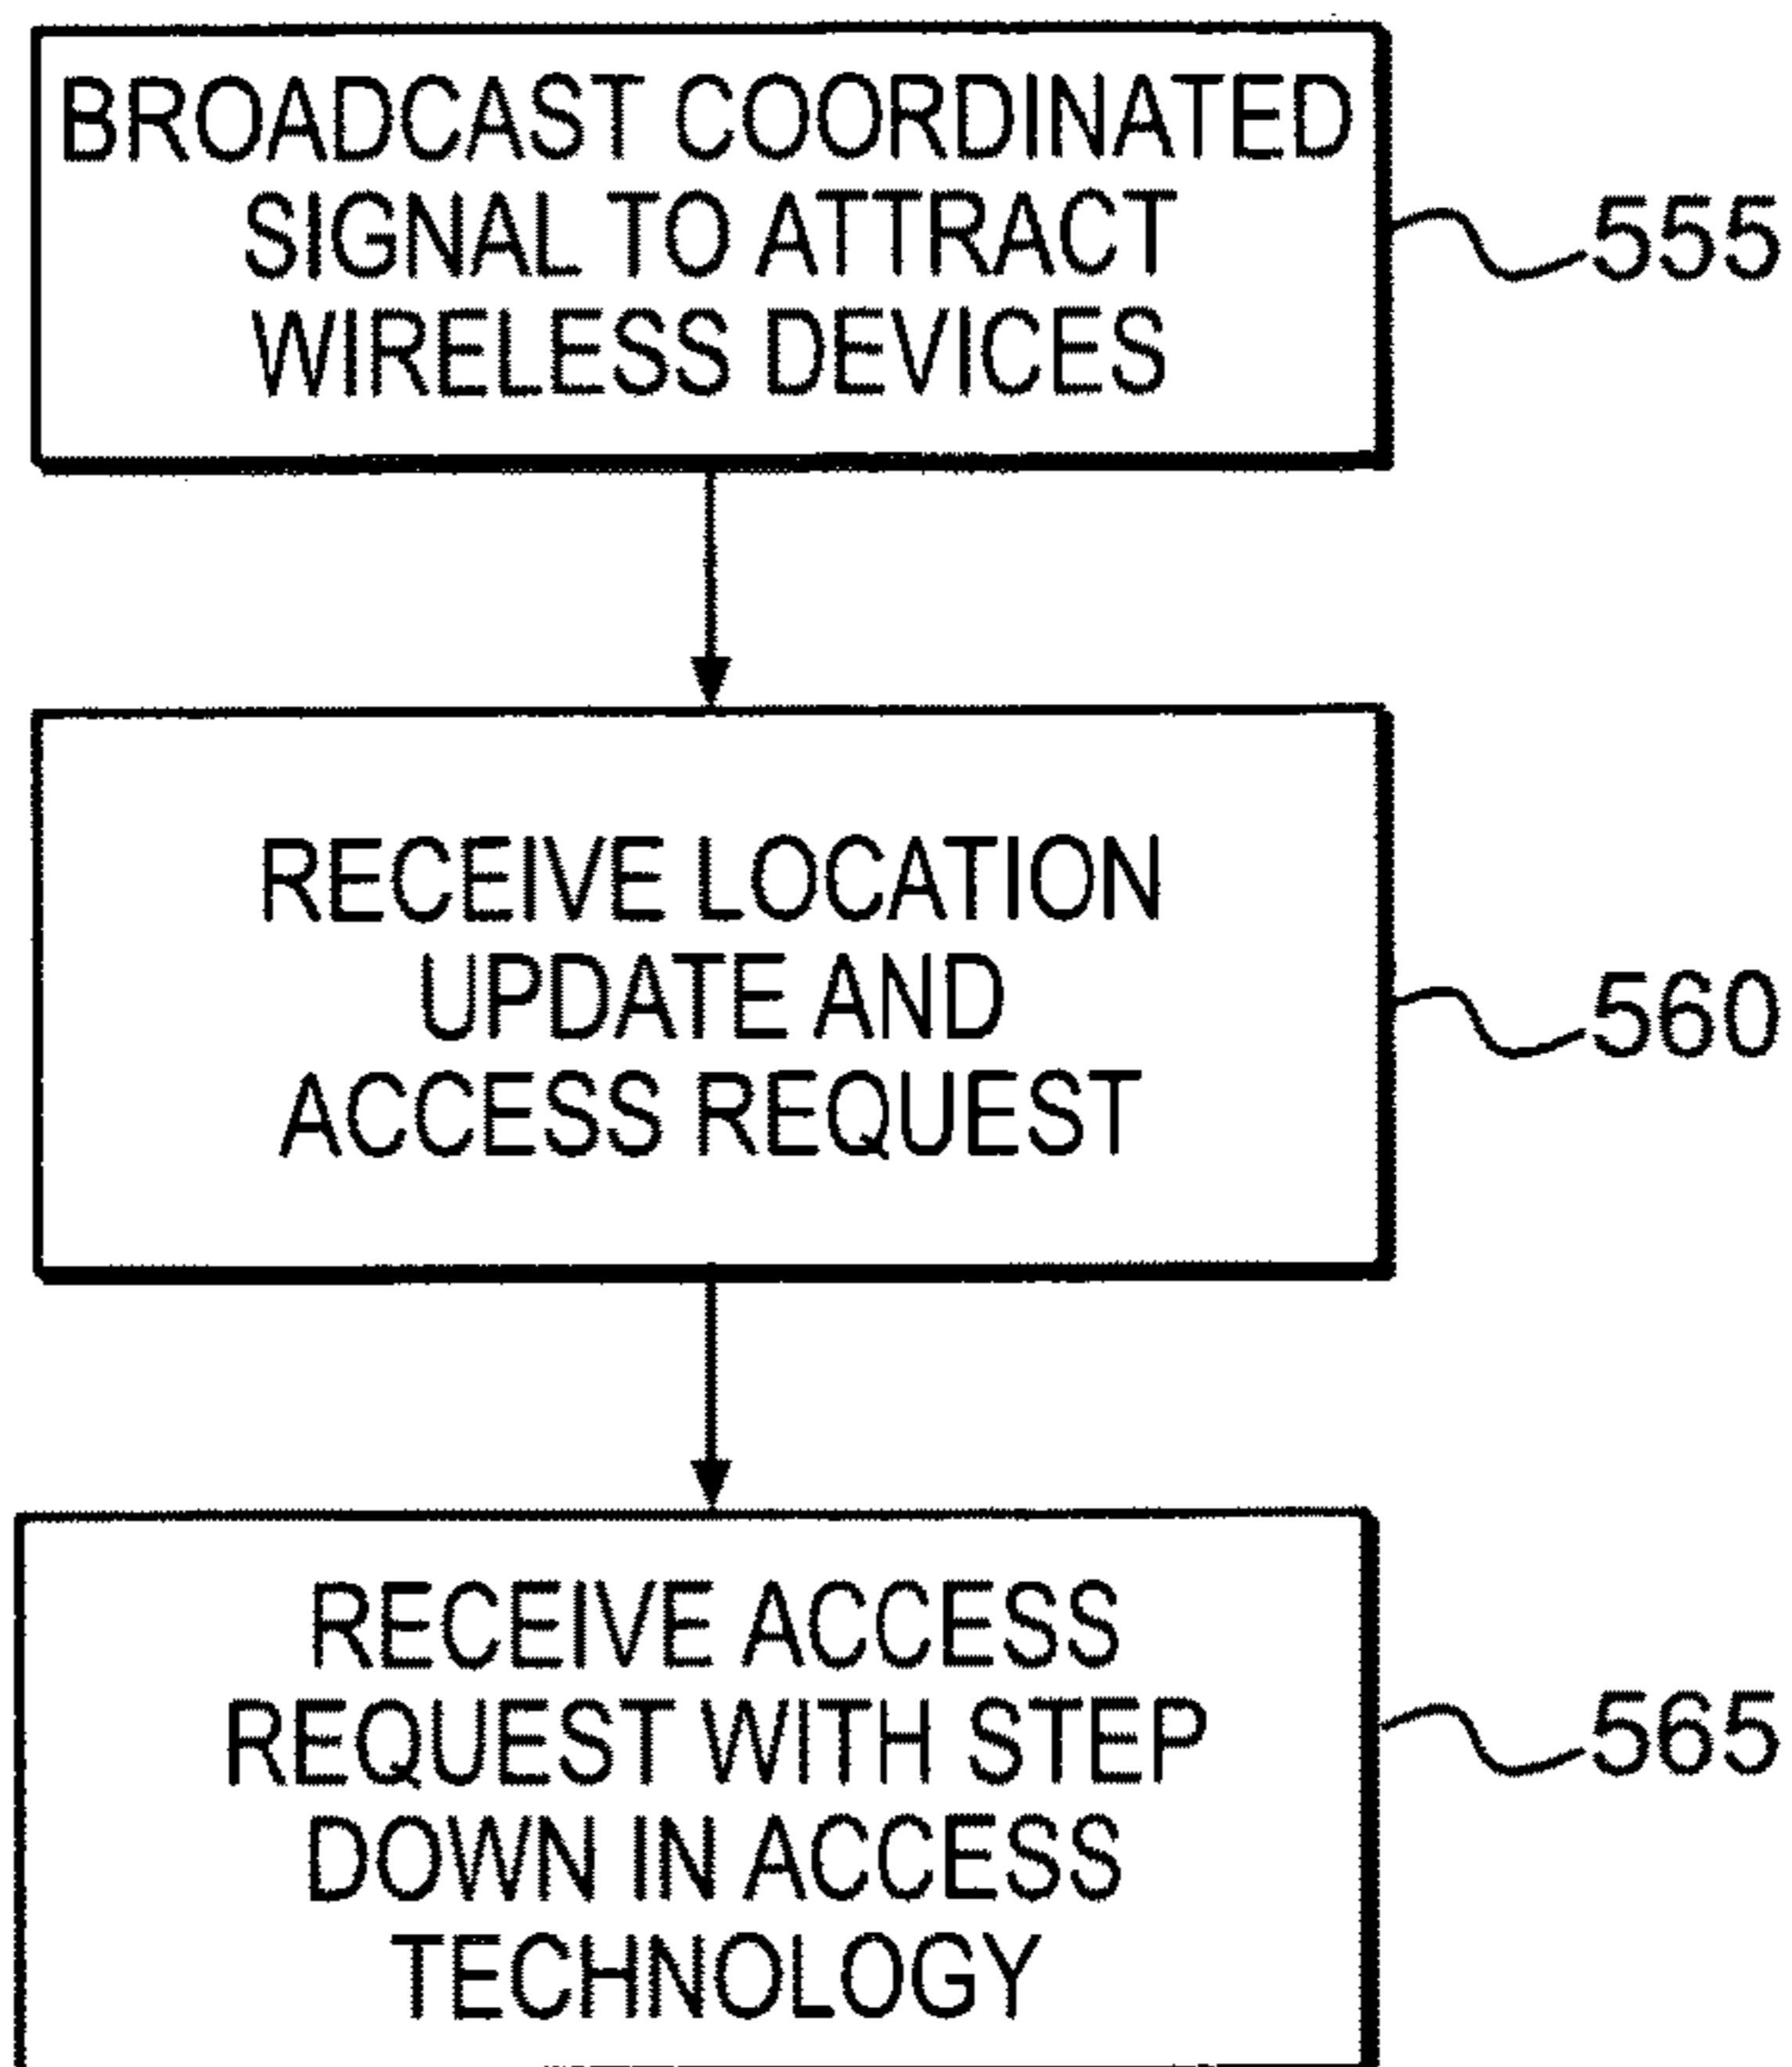 BROADCAST COORDINATED
SIGNAL TO ATTRACT
WIRELESS DEVICES
555
RECEIVE LOCATION
UPDATE AND
ACCESS REQUEST
560
RECEIVE ACCESS
REQUEST WITH STEP
DOWN IN ACCESS
TECHNOLOGY
565